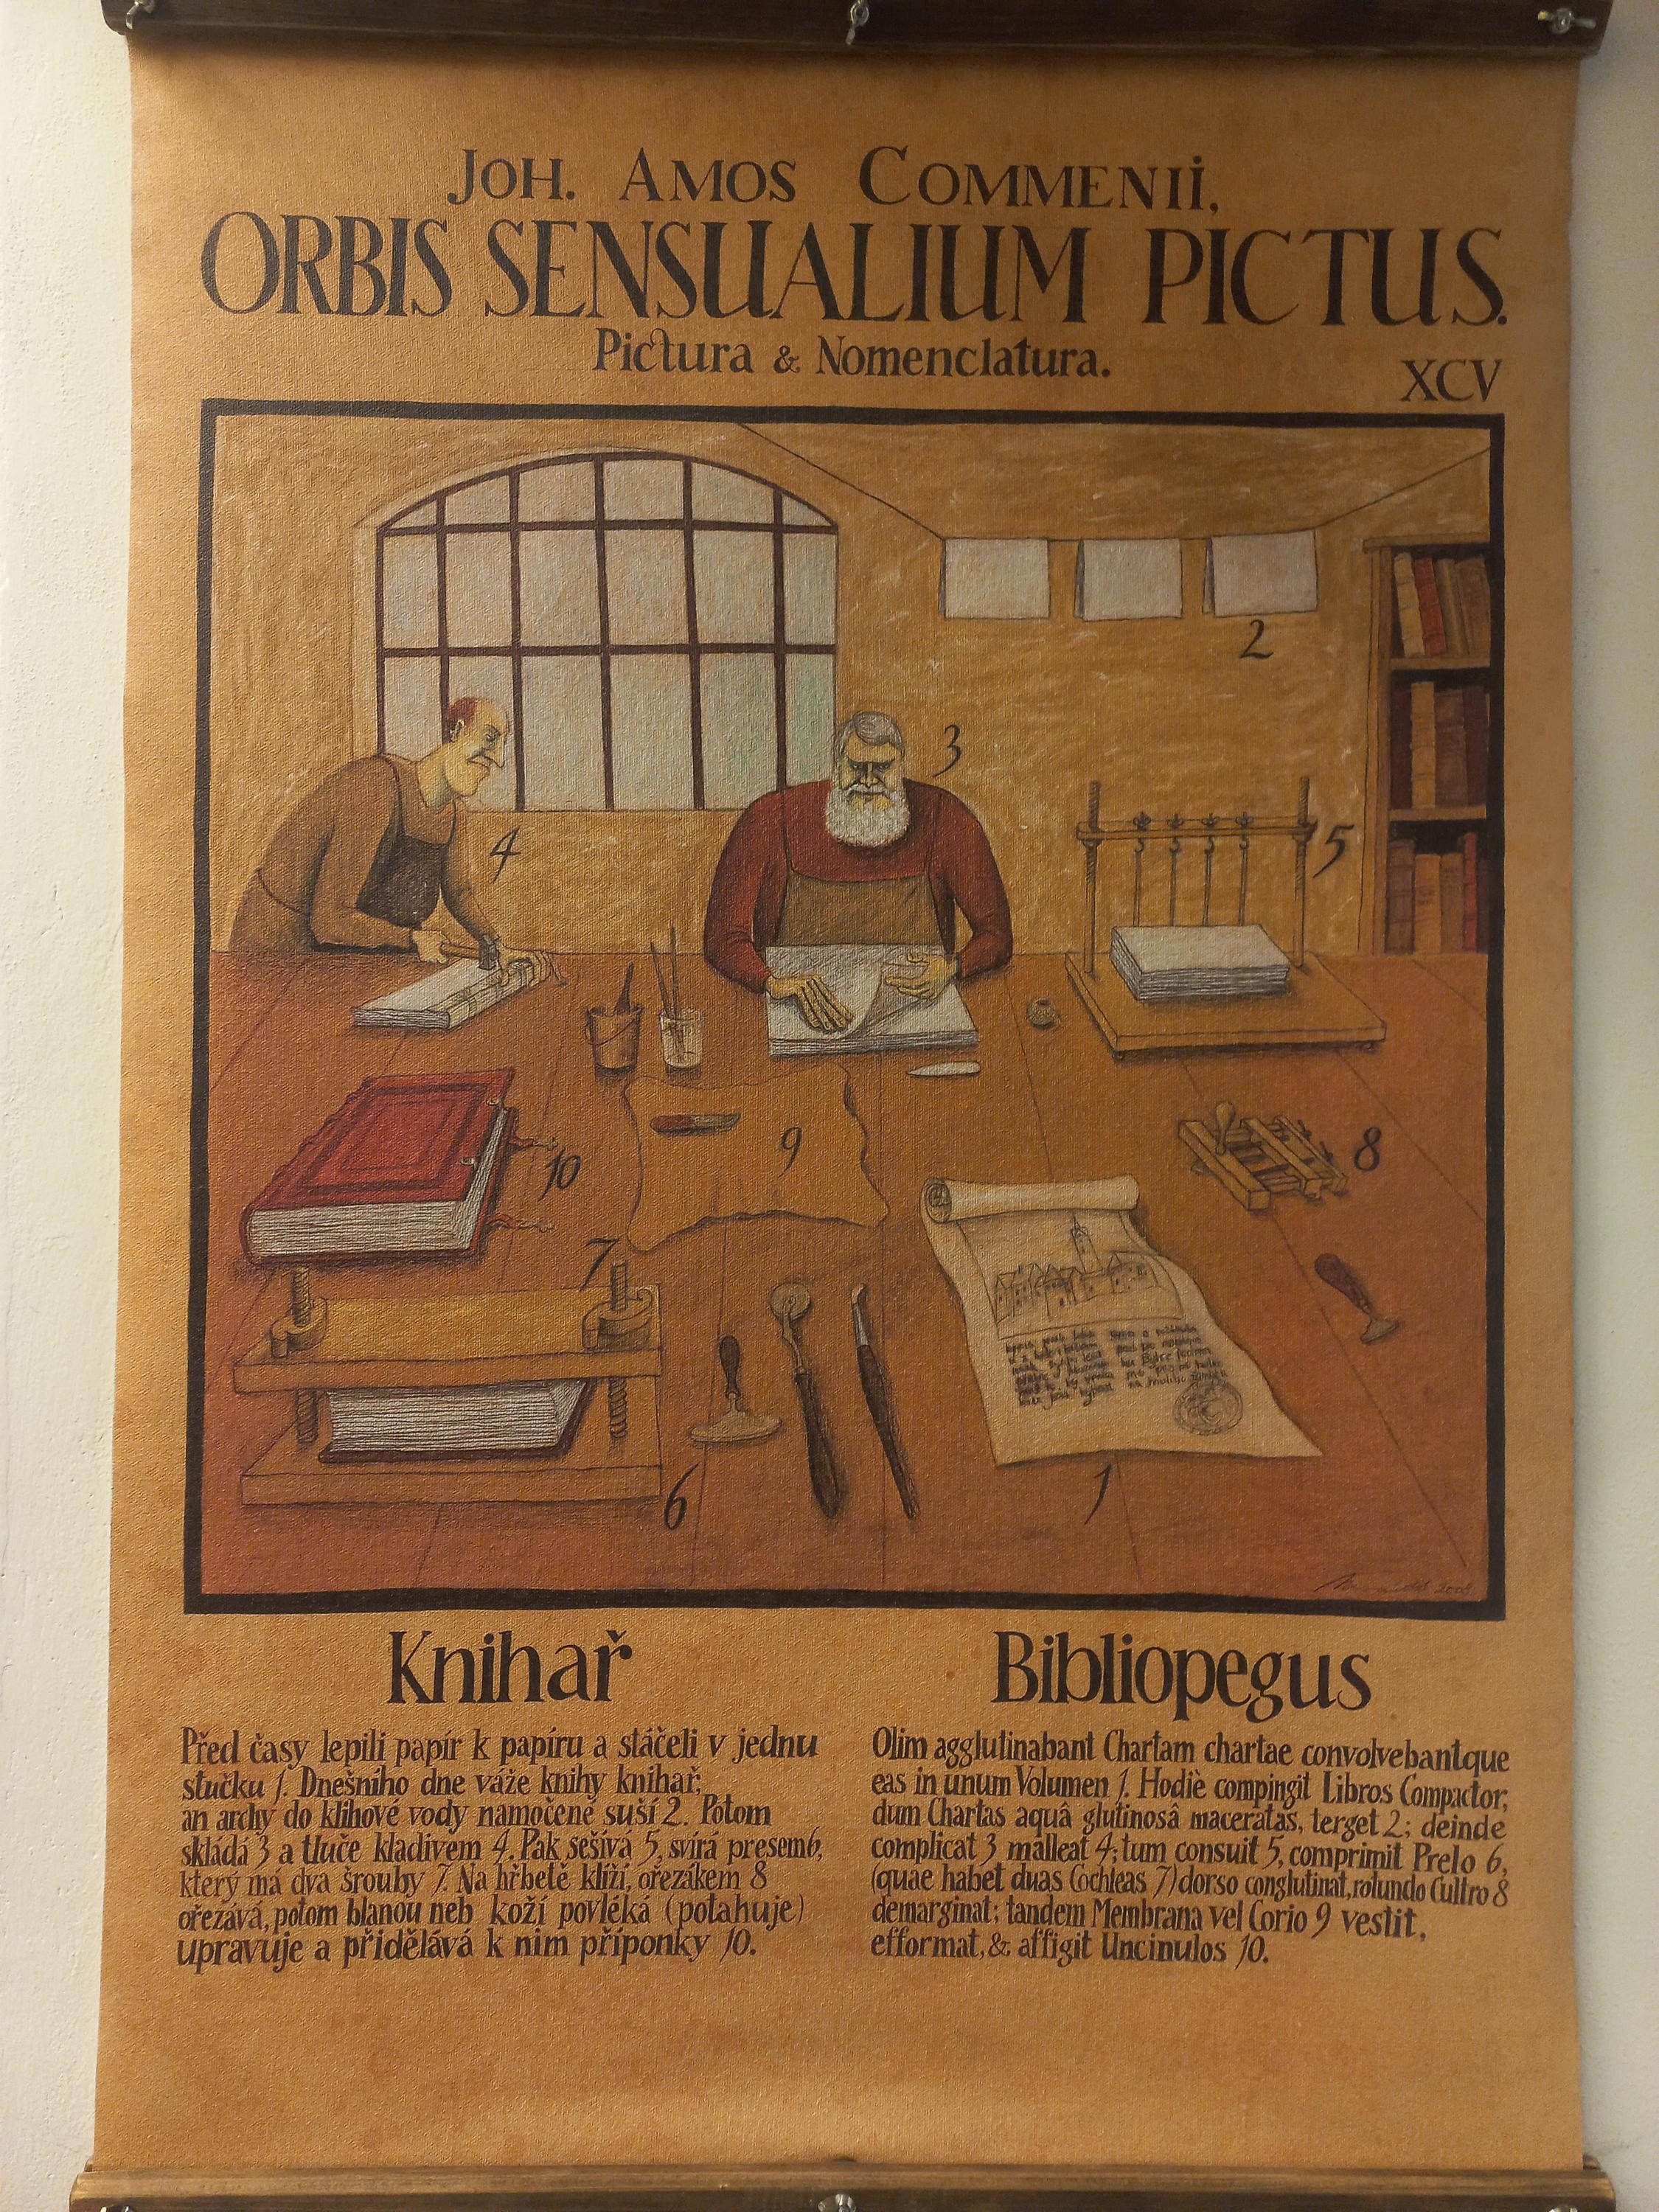 JOH. AMOS COMMENII,
ORBIS SENSUALIUM PICTUS.
Pictura & Nomenclatura.
XCV
2
3
4
5
9
8
10
7
6
1
2009
Knihař
Před časy lepili papír k papíru a stáčeli v jednu
stučku 1. Dnešního dne váže knihy knihař;
an archy do klihové vody namočené suší 2. Potom
skládá 3 a tluče kladivem 4. Pak sešívá 5, svírá presem 6,
který má dva šrouby 7. Na hřbetě klíží, ořezákem 8
ořezává, potom blanou neb koží povléká (potahuje)
upravuje a přidělává k nim příponky 10.
Bibliopegus
Olim agglutinabant Chartam chartae convolvebantque
eas in unum Volumen 1. Hodiè compingit Libros Compactor,
dum Chartas aquâ glutinosâ maceratas, terget 2; deinde
complicat 3 malleat 4; tum consuit 5, comprimit Prelo 6,
(quae habet duas Cochleas 7) dorso conglutinat, rotundo Cultro 8
demarginat; tandem Membrana vel Corio 9 vestit,
efformat, & affigit Uncinulos 10.